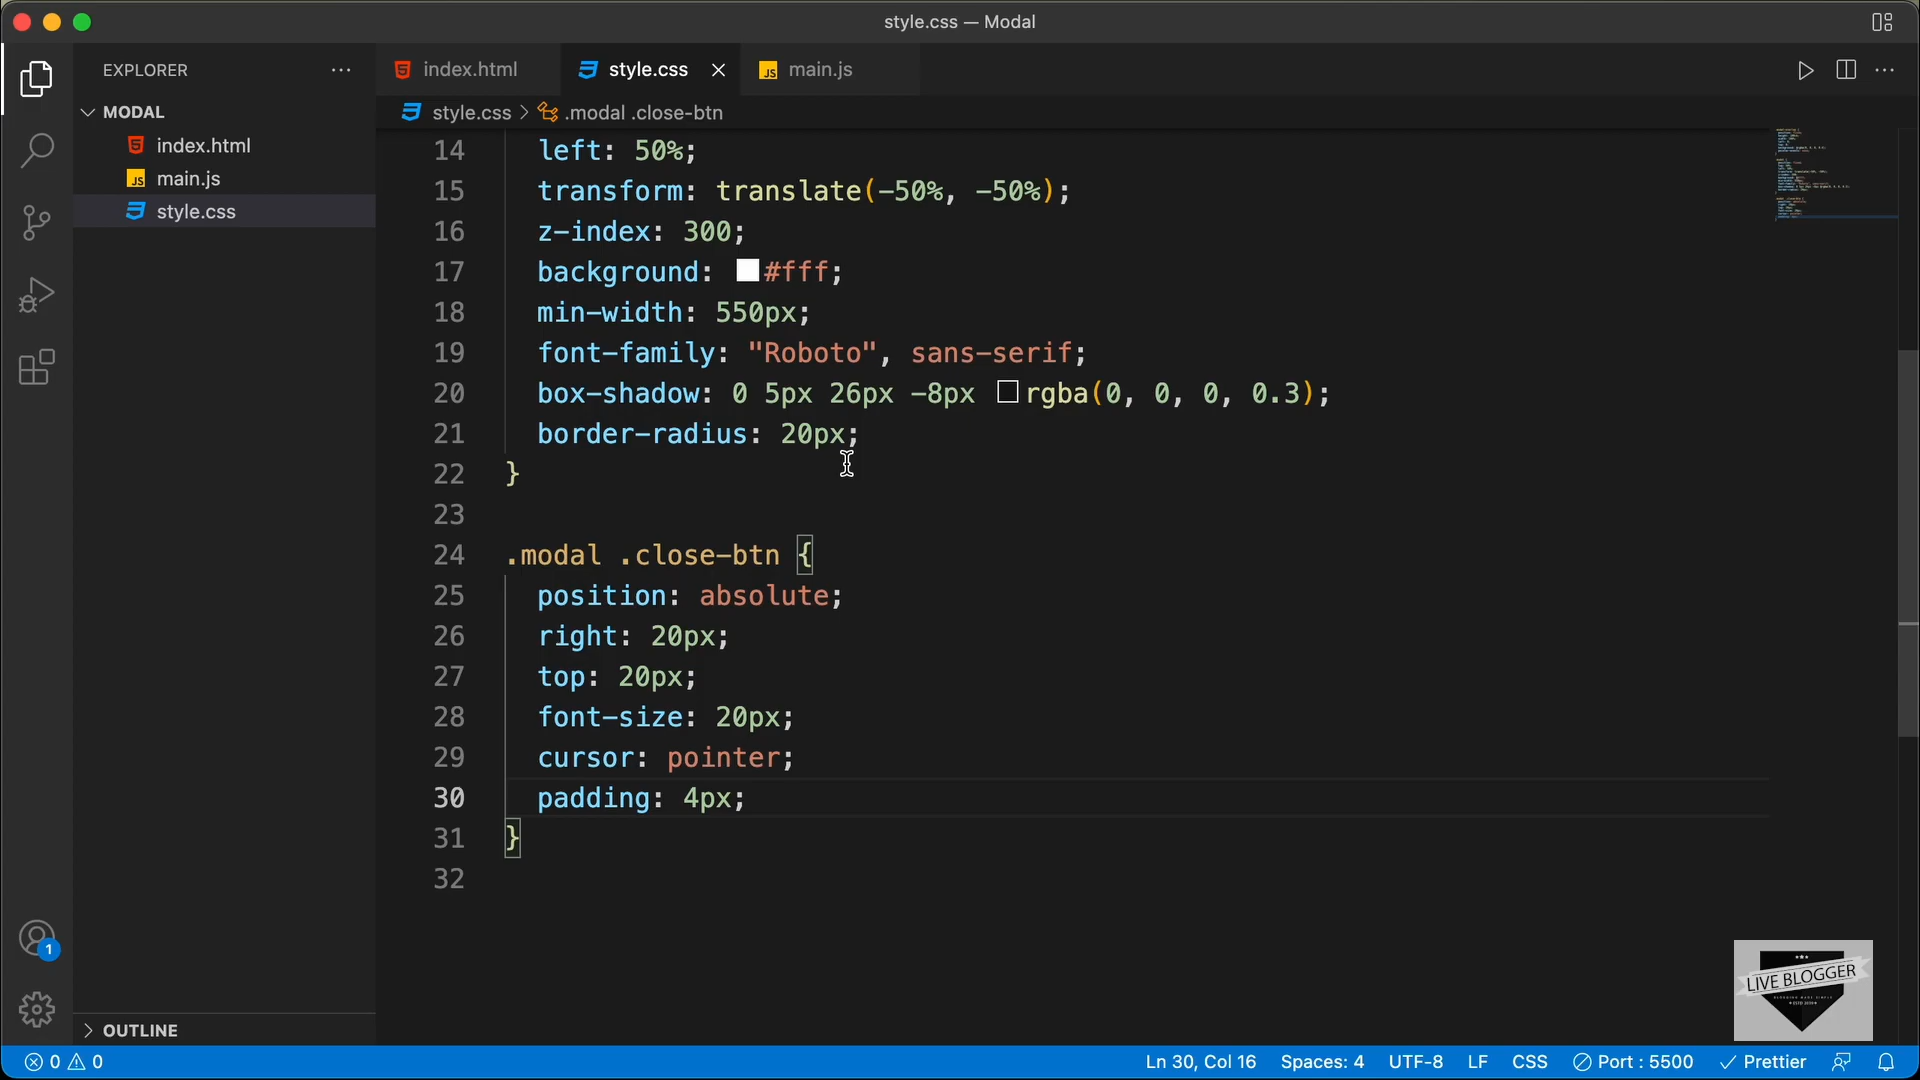 style.css — Modal
EXPLORER
MODAL
index.html
main.js
style.css
OUTLINE
index.html
style.css
main.js
style.css > .modal .close-btn
14 left: 50%;
15 transform: translate(-50%, -50%);
16 z-index: 300;
17 background: #fff;
18 min-width: 550px;
19 font-family: "Roboto", sans-serif;
20 box-shadow: 0 5px 26px -8px rgba(0, 0, 0, 0.3);
21 border-radius: 20px;
22 }
23
24 .modal .close-btn {
25 position: absolute;
26 right: 20px;
27 top: 20px;
28 font-size: 20px;
29 cursor: pointer;
30 padding: 4px;
31 }
32
1
LIVE BLOGGER
0 0
Ln 30, Col 16 Spaces: 4 UTF-8 LF CSS Port : 5500 Prettier